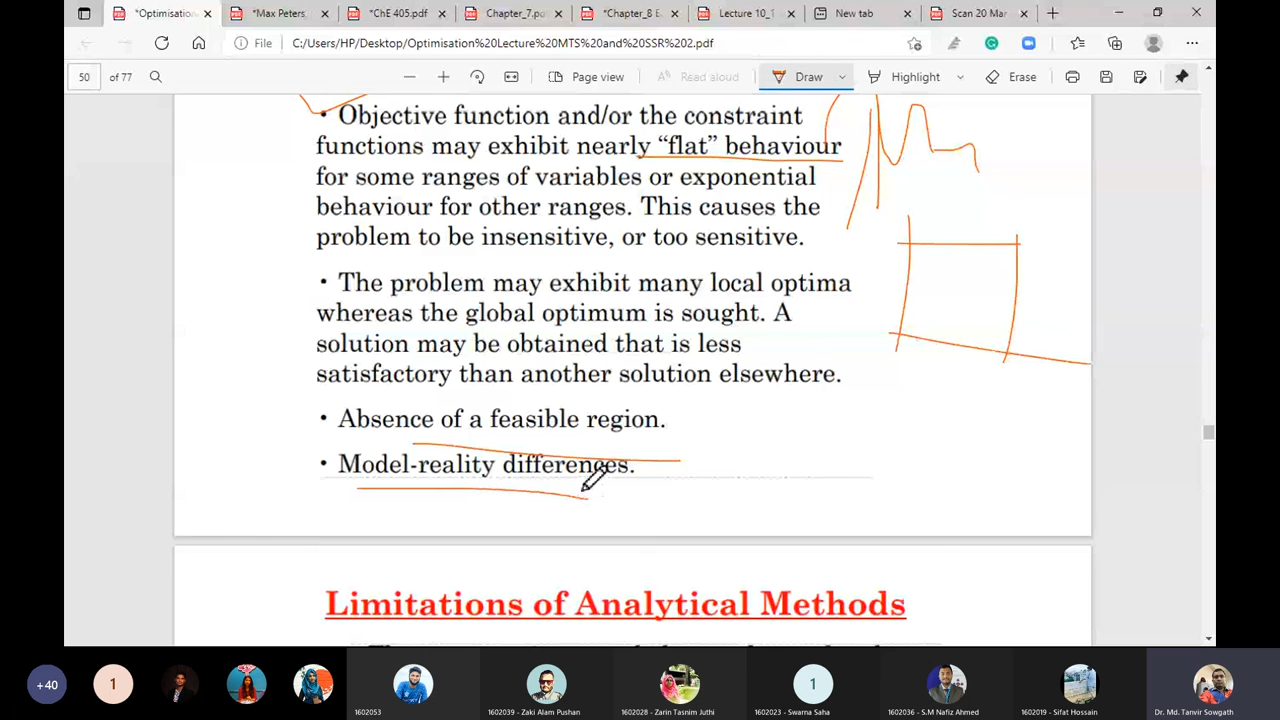 *Optimisation
*Max Peters,
*ChE 405.pdf
Chapter_7.pd
*Chapter_8 E
Lecture 10_1
New tab
Scan 20 Mar
File
C:/Users/HP/Desktop/Optimisation%20Lecture%20MTS%20and%20SSR%202.pdf
50 of 77
Page view
Read aloud
Draw
Highlight
Erase
• Objective function and/or the constraint
functions may exhibit nearly “flat” behaviour
for some ranges of variables or exponential
behaviour for other ranges. This causes the
problem to be insensitive, or too sensitive.
• The problem may exhibit many local optima
whereas the global optimum is sought. A
solution may be obtained that is less
satisfactory than another solution elsewhere.
• Absence of a feasible region.
• Model-reality differences.
Limitations of Analytical Methods
+40
1
1602053
1602039 - Zaki Alam Pushan
1602028 - Zarin Tasnim Juthi
1
1602004 - Swarna Saha
1602036 - S.M Nafiz Ahmed
1602019 - Sifat Hossain
Dr. Md. Tanvir Sowgath